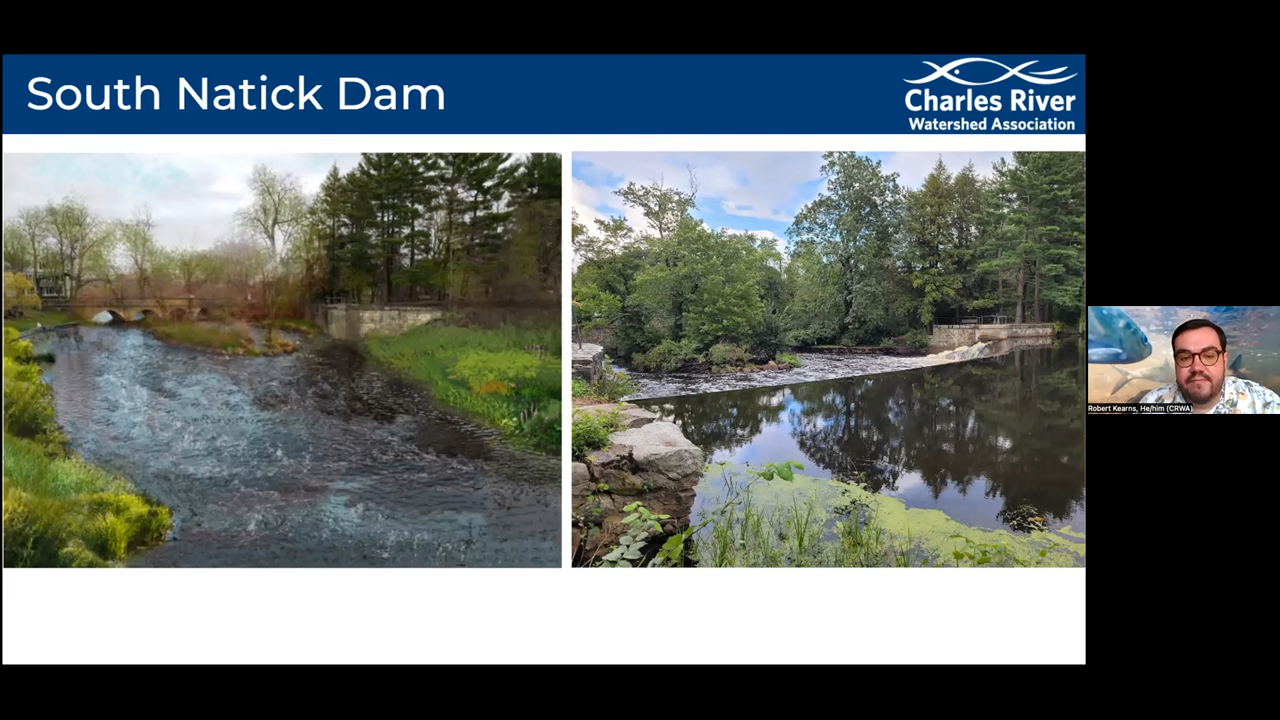 South Natick Dam
Charles River
Watershed Association
Robert Kearns, He/him (CRWA)